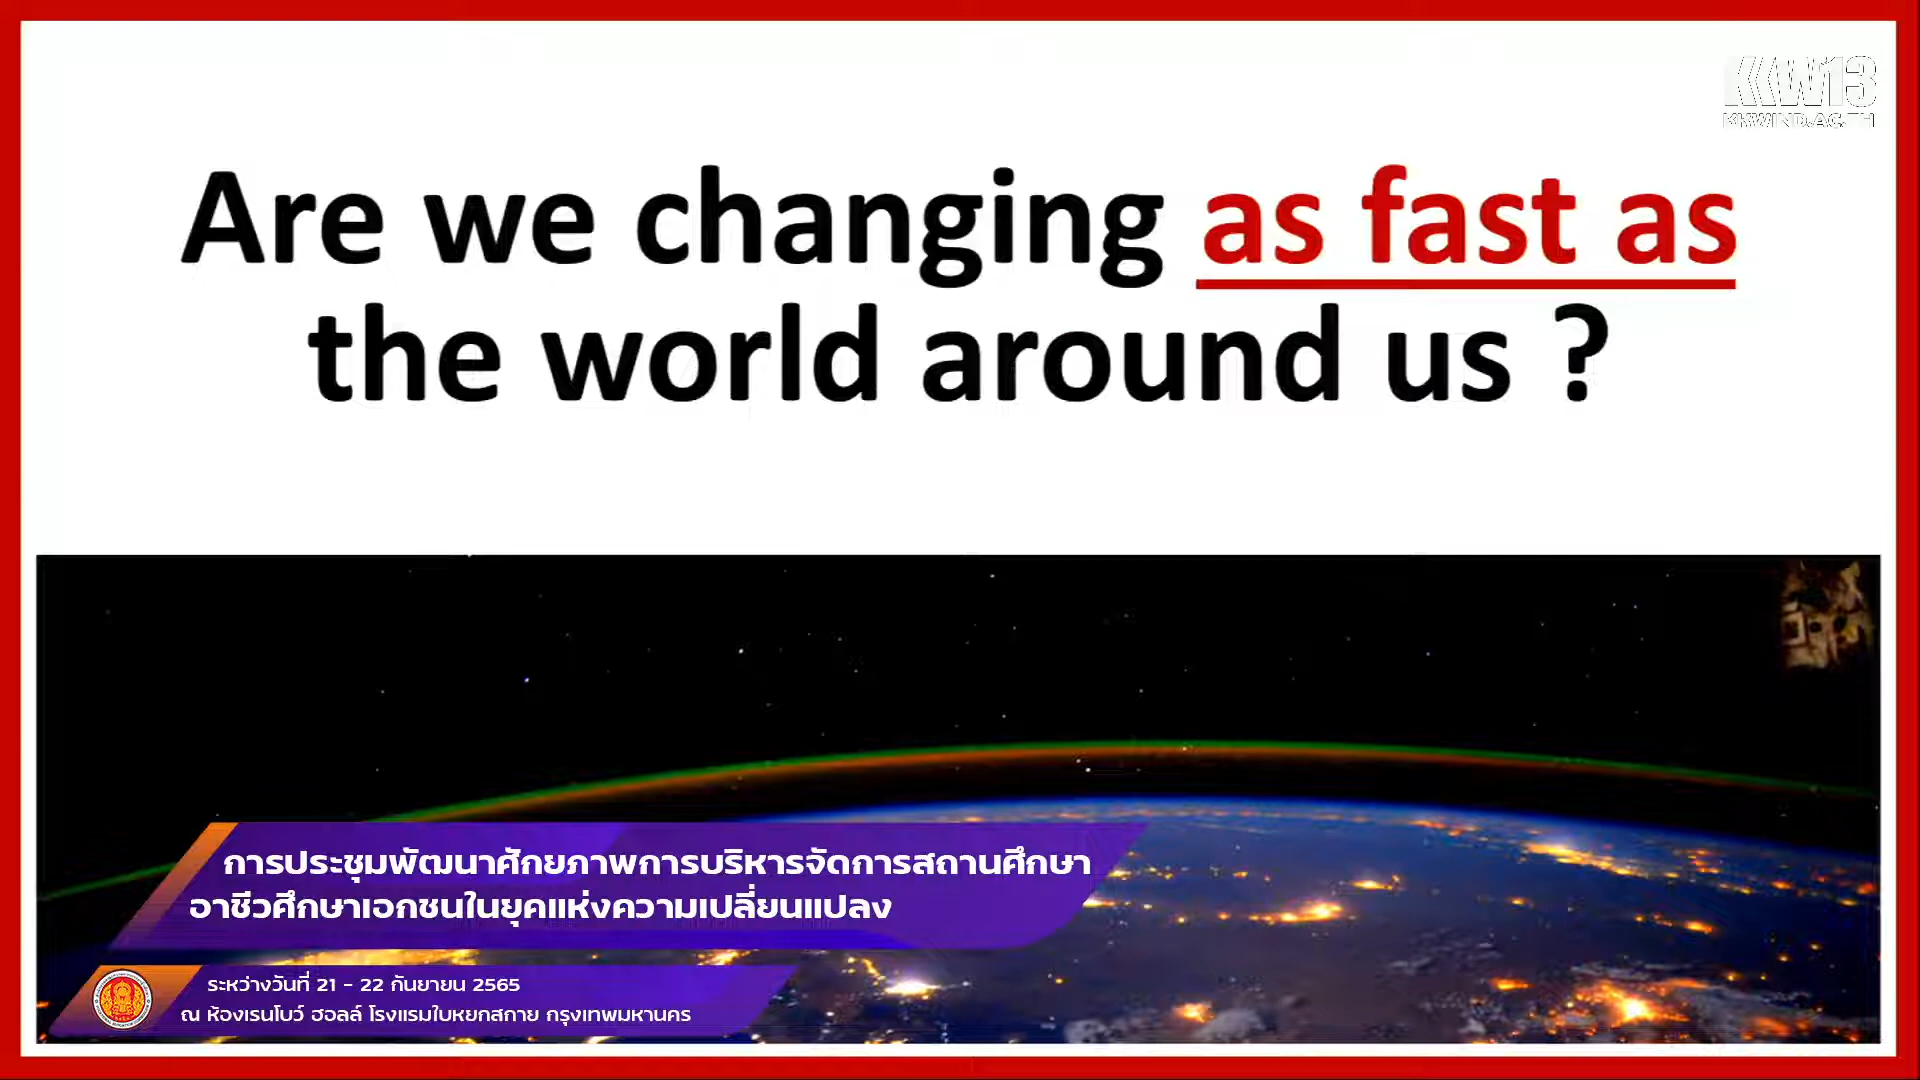 KKW13
KKWIND.AC.TH
Are we changing as fast as
the world around us ?
การประชุมพัฒนาศักยภาพการบริหารจัดการสถานศึกษา
อาชีวศึกษาเอกชนในยุคแห่งความเปลี่ยนแปลง
ระหว่างวันที่ 21 - 22 กันยายน 2565
ณ ห้องเรนโบว์ ฮอลล์ โรงแรมใบหยกสกาย กรุงเทพมหานคร